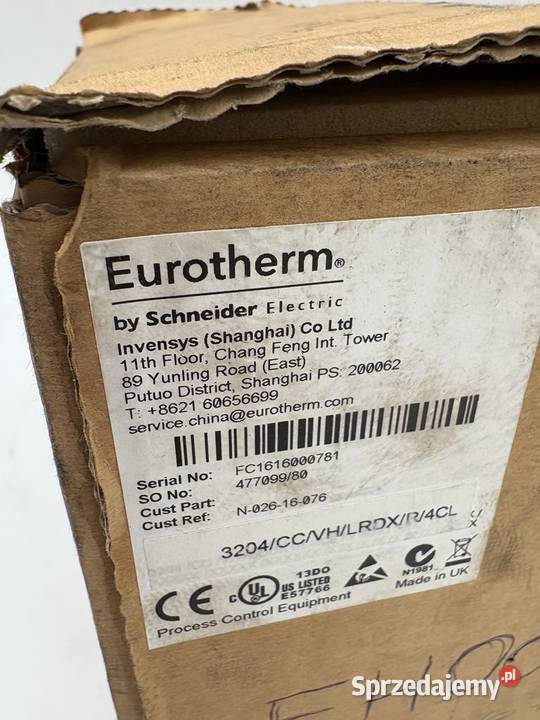 Eurotherm®
by Schneider Electric
Invensys (Shanghai) Co Ltd
11th Floor, Chang Feng Int. Tower
89 Yunling Road (East)
Putuo District, Shanghai PS: 200062
T: +8621 60656699
service.china@eurotherm.com
Serial No: FC1616000781
SO No: 477099/80
Cust Part:
Cust Ref: N-026-16-076
3204/CC/VH/LRDX/R/4CL
CE c UL US LISTED 13DO E57766 N1981 Made in UK
Process Control Equipment
Sprzedajemy.pl